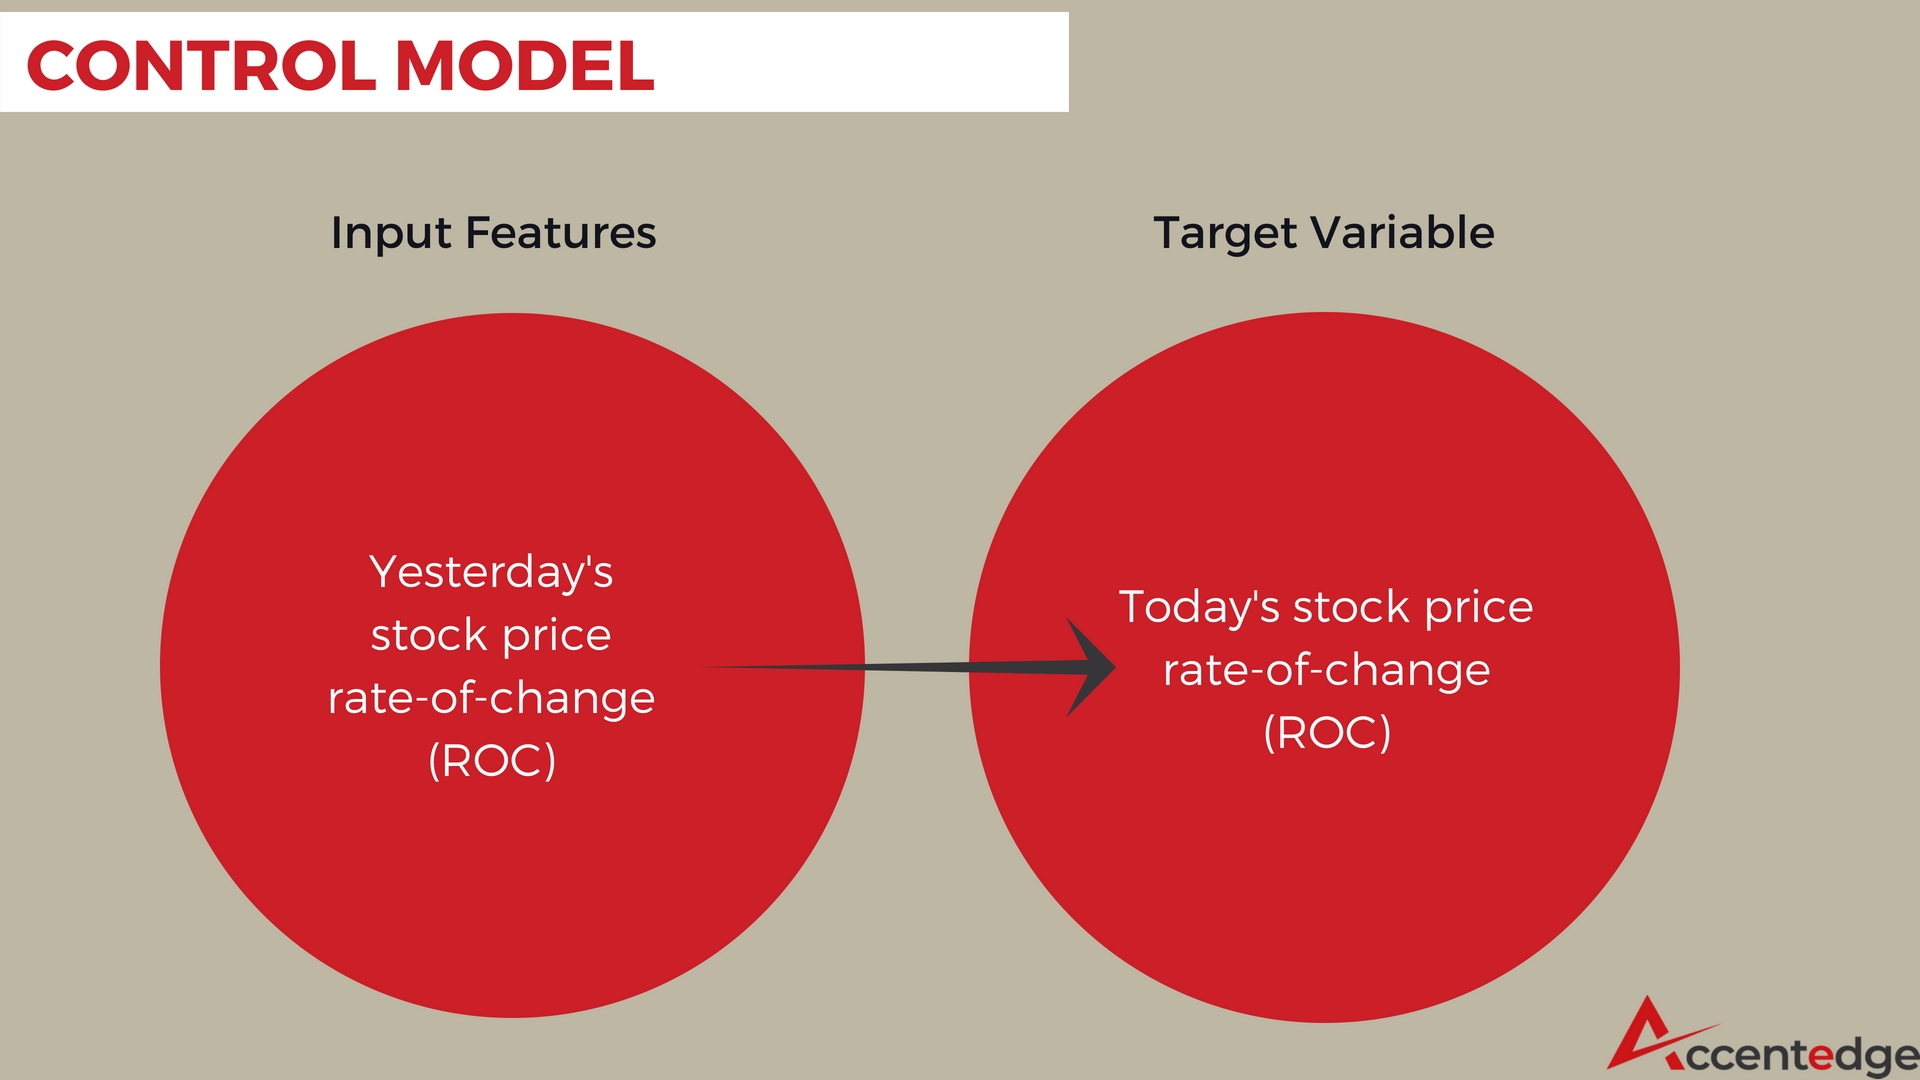 CONTROL MODEL
Input Features
Target Variable
Yesterday's
stock price
rate-of-change
(ROC)
Today's stock price
rate-of-change
(ROC)
Accentedge